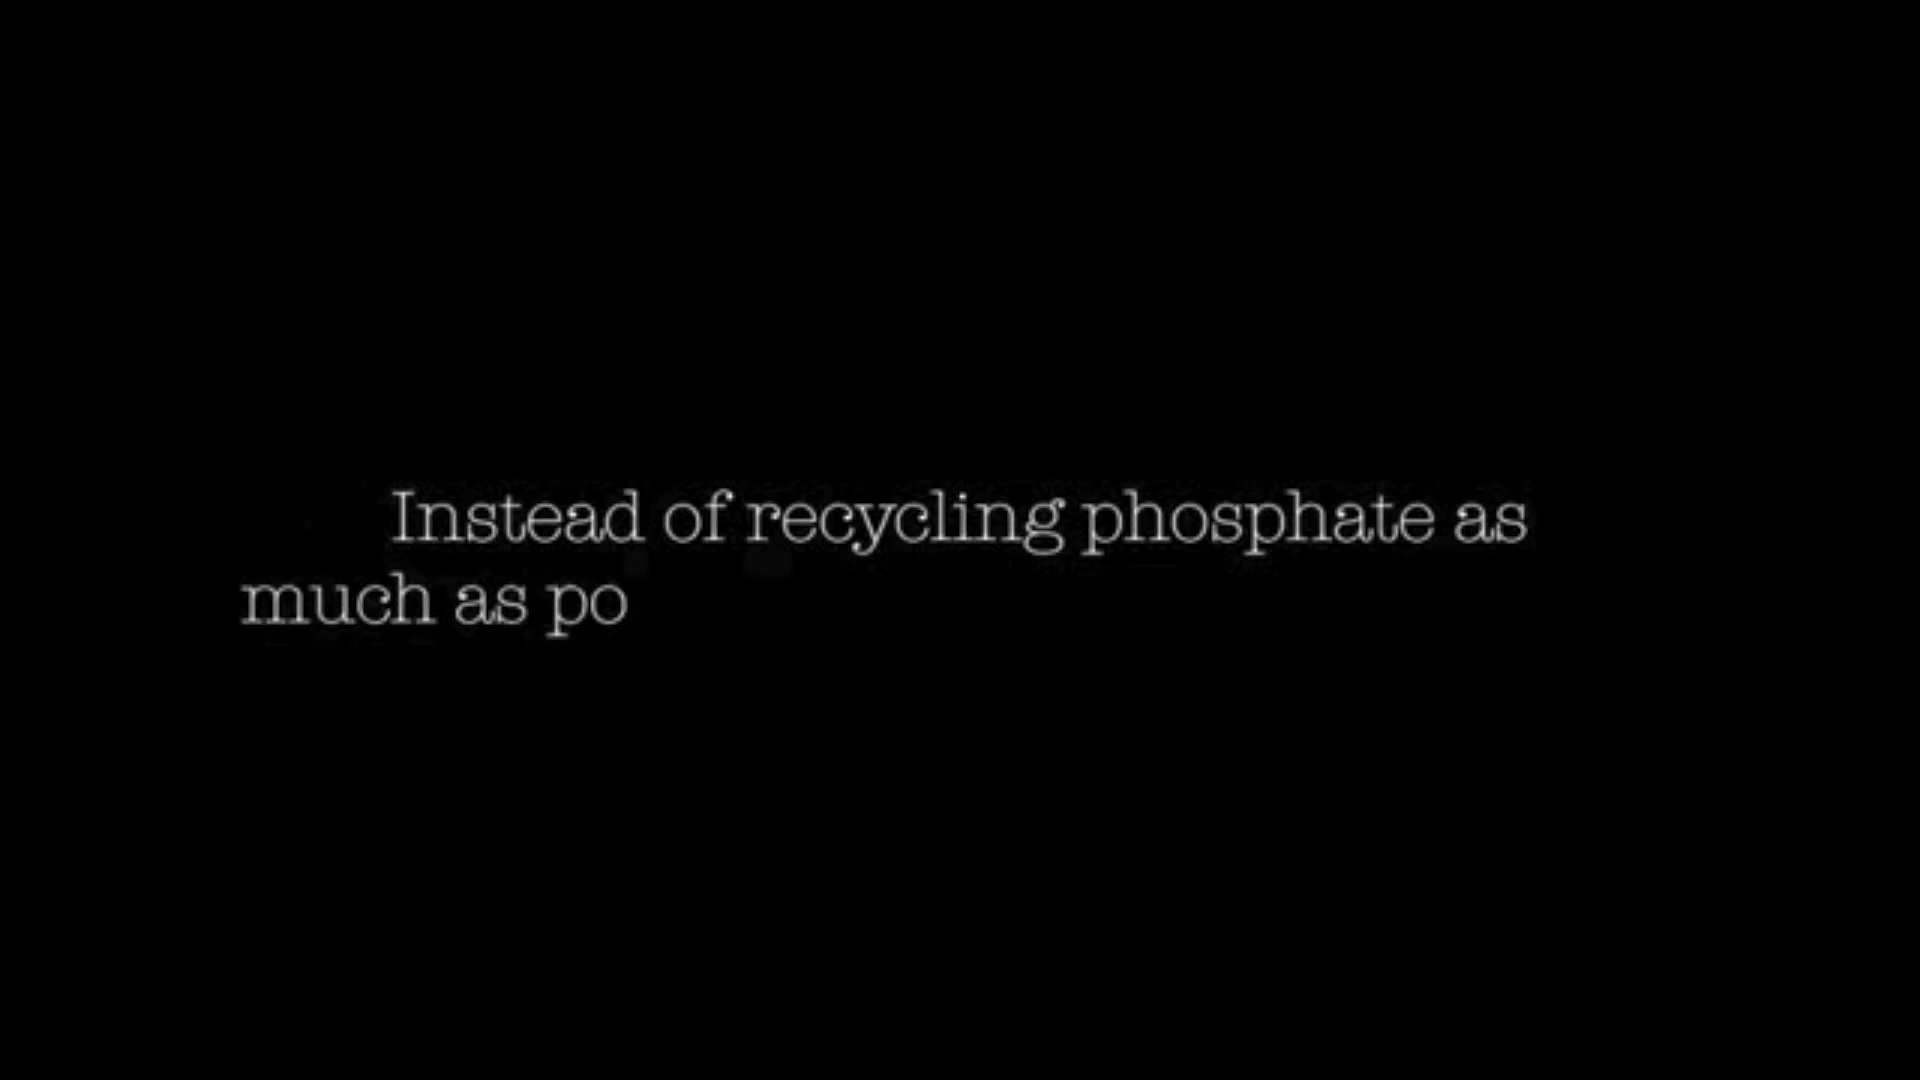 Instead of recycling phosphate as
much as po